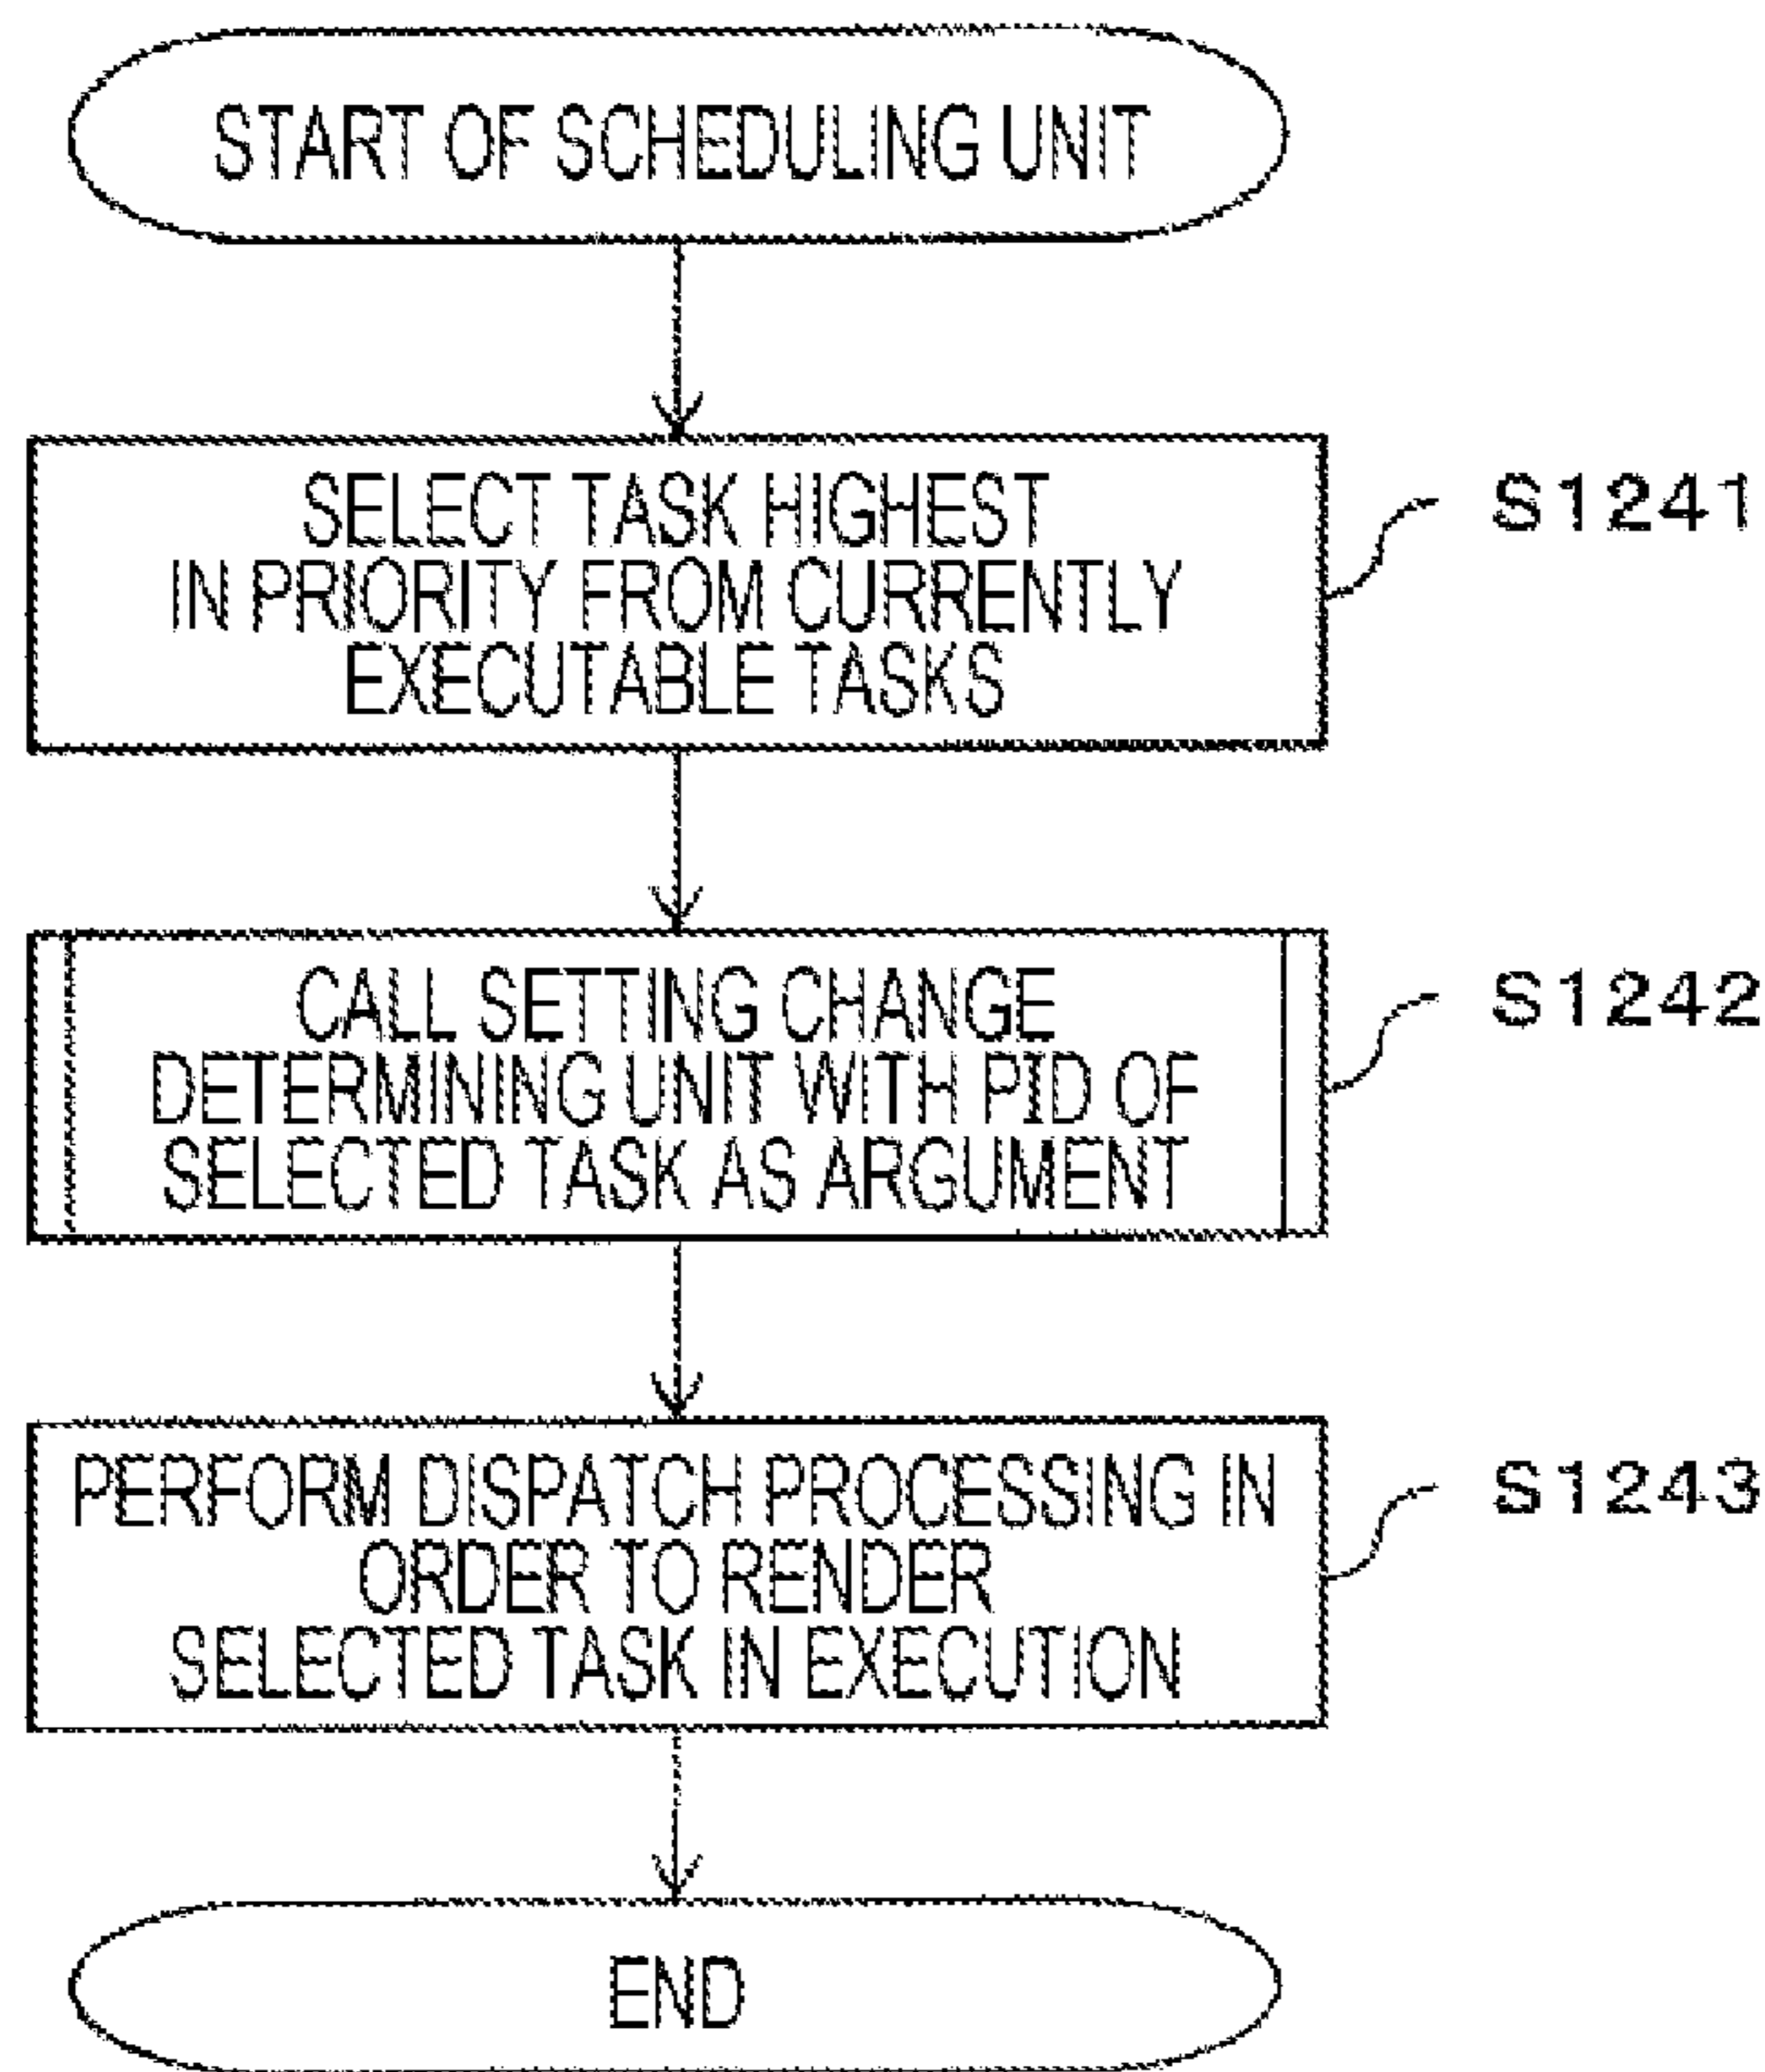 START OF SCHEDULING UNIT
SELECT TASK HIGHEST
IN PRIORITY FROM CURRENTLY
EXECUTABLE TASKS
S1241
CALL SETTING CHANGE
DETERMINING UNIT WITH PID OF
SELECTED TASK AS ARGUMENT
S1242
PERFORM DISPATCH PROCESSING IN
ORDER TO RENDER
SELECTED TASK IN EXECUTION
S1243
END